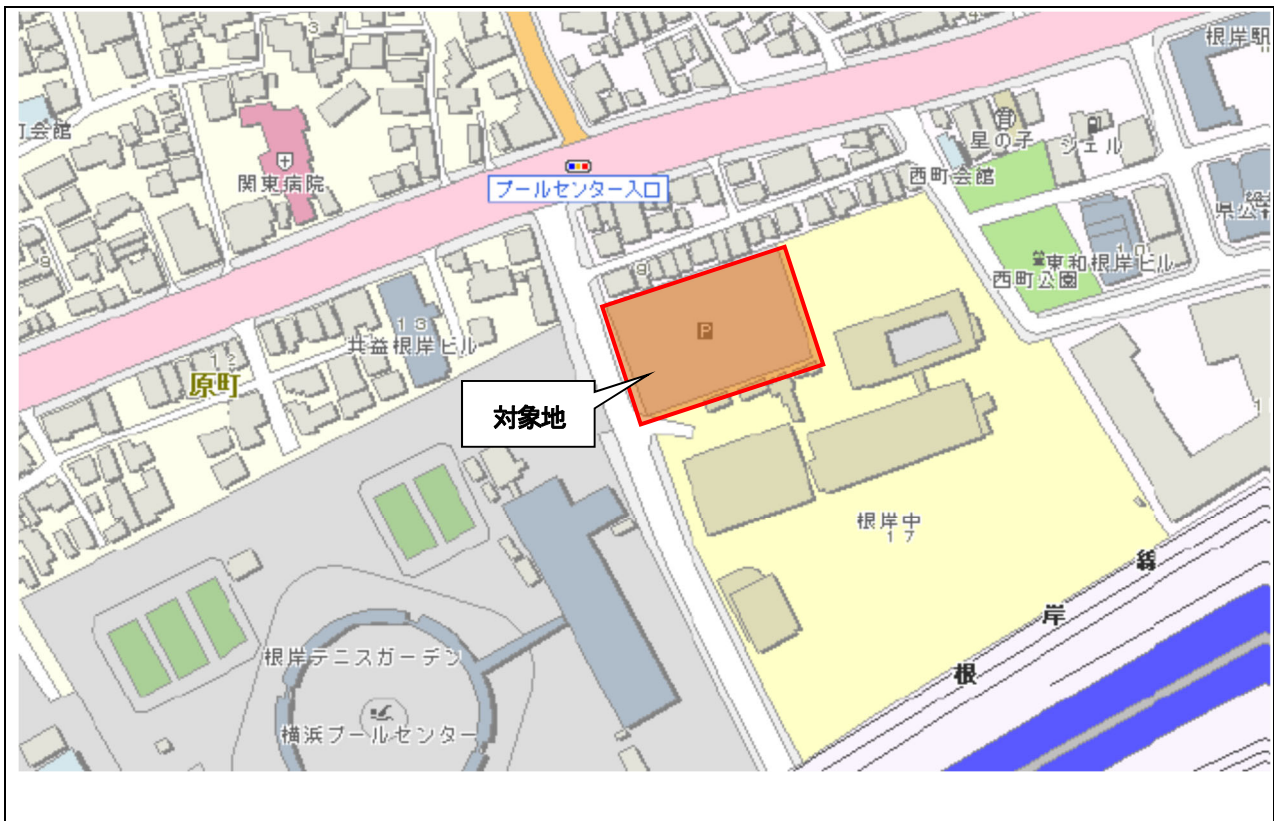 3
4
根岸駅
町会館
関東病院
プールセンター入口
星の子
シェル
西町会館
9
9
10
東和根岸ビル
西町公園
P
13
共益根岸ビル
12
原町
対象地
根岸中
17
根岸線
根岸テニスガーデン
横浜プールセンター